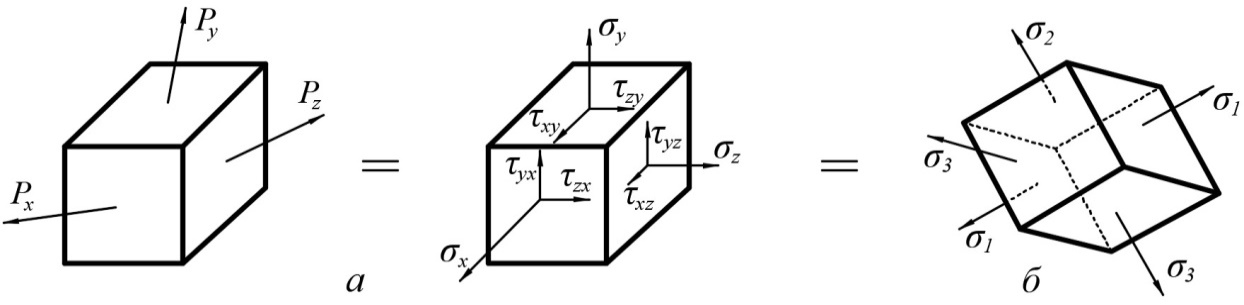 P_y
P_z
P_x
=
σ_y
τ_zy
τ_xy
τ_yz
σ_z
τ_yx
τ_zx
τ_xz
σ_x
=
σ_2
σ_1
σ_3
σ_1
σ_3
а
б